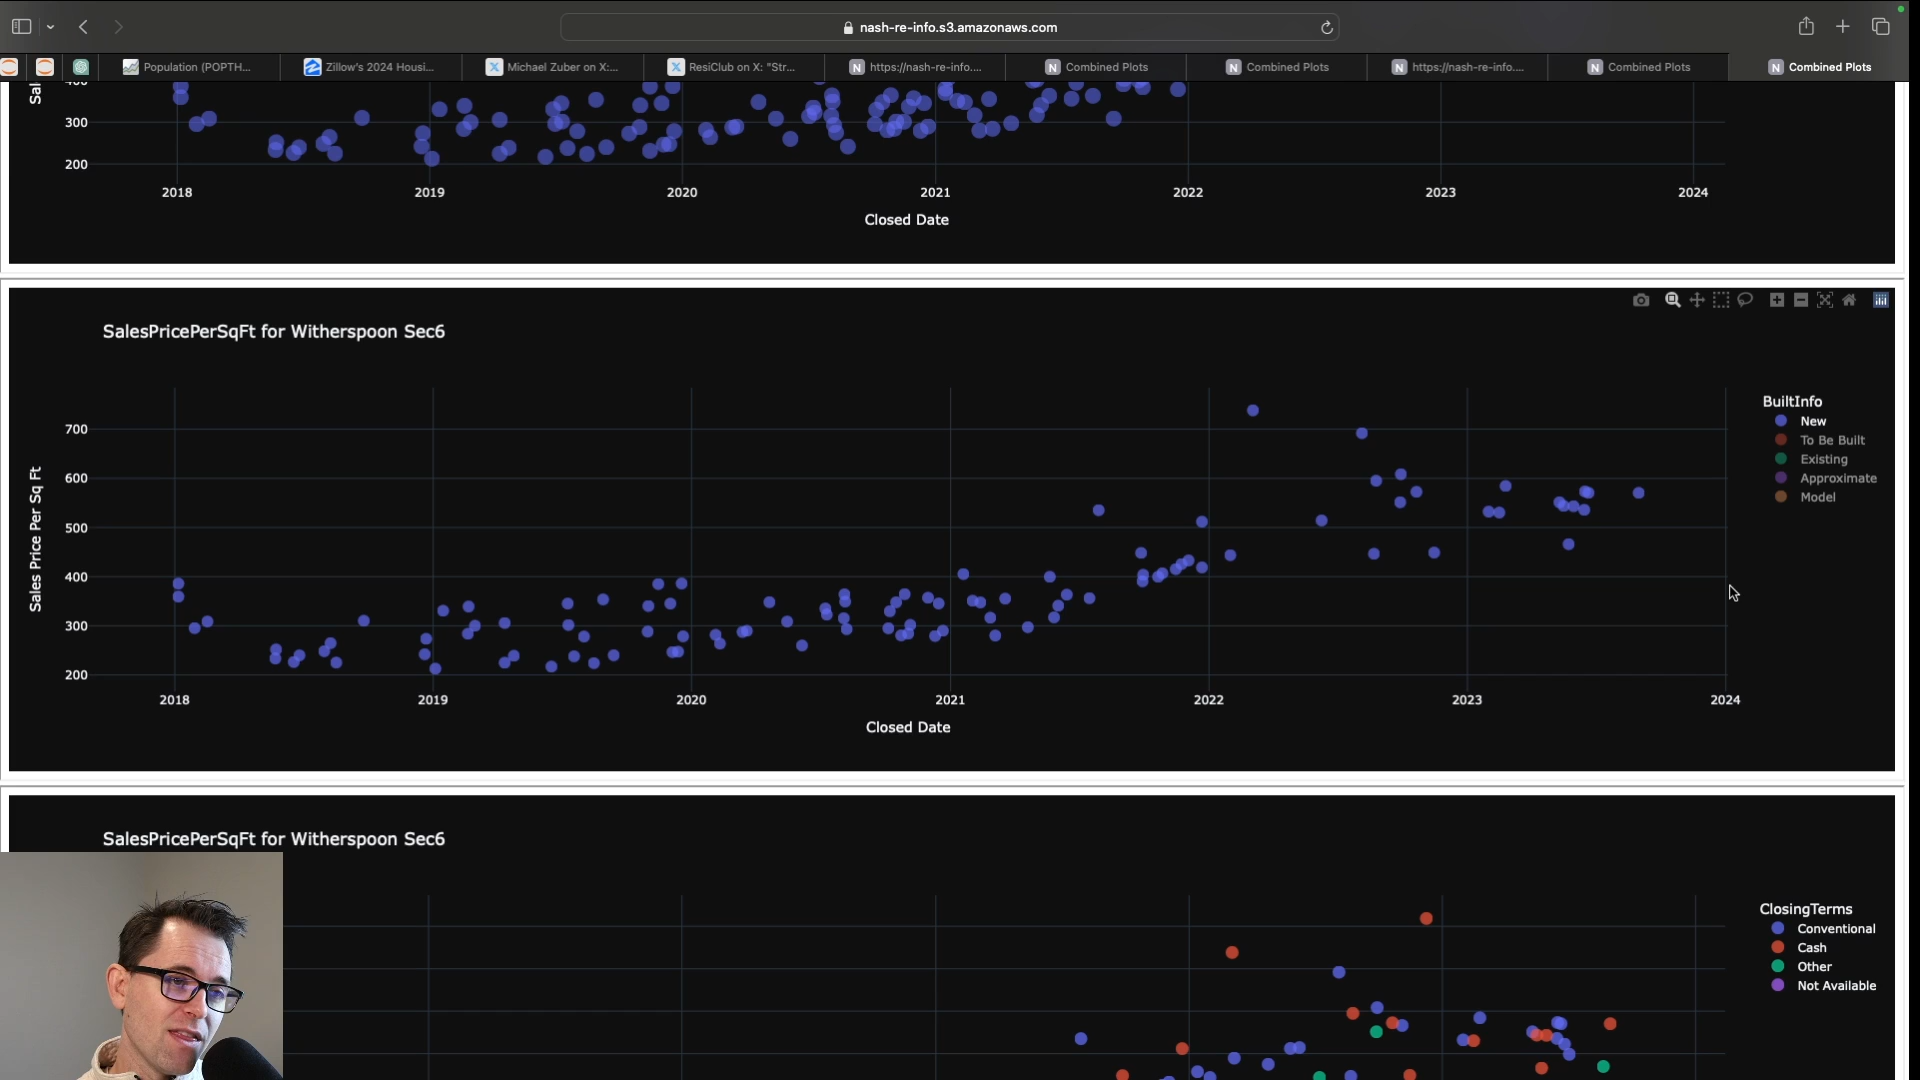 nash-re-info.s3.amazonaws.com
Population (POPTH...
Zillow's 2024 Housi...
Michael Zuber on X:...
ResiClub on X: "Str...
https://nash-re-info....
Combined Plots
Combined Plots
https://nash-re-info....
Combined Plots
Combined Plots
Sal
300
200
2018 2019 2020 2021 2022 2023 2024
Closed Date
SalesPricePerSqFt for Witherspoon Sec6
BuiltInfo
New
To Be Built
Existing
Approximate
Model
Sales Price Per Sq Ft
700
600
500
400
300
200
2018 2019 2020 2021 2022 2023 2024
Closed Date
SalesPricePerSqFt for Witherspoon Sec6
ClosingTerms
Conventional
Cash
Other
Not Available